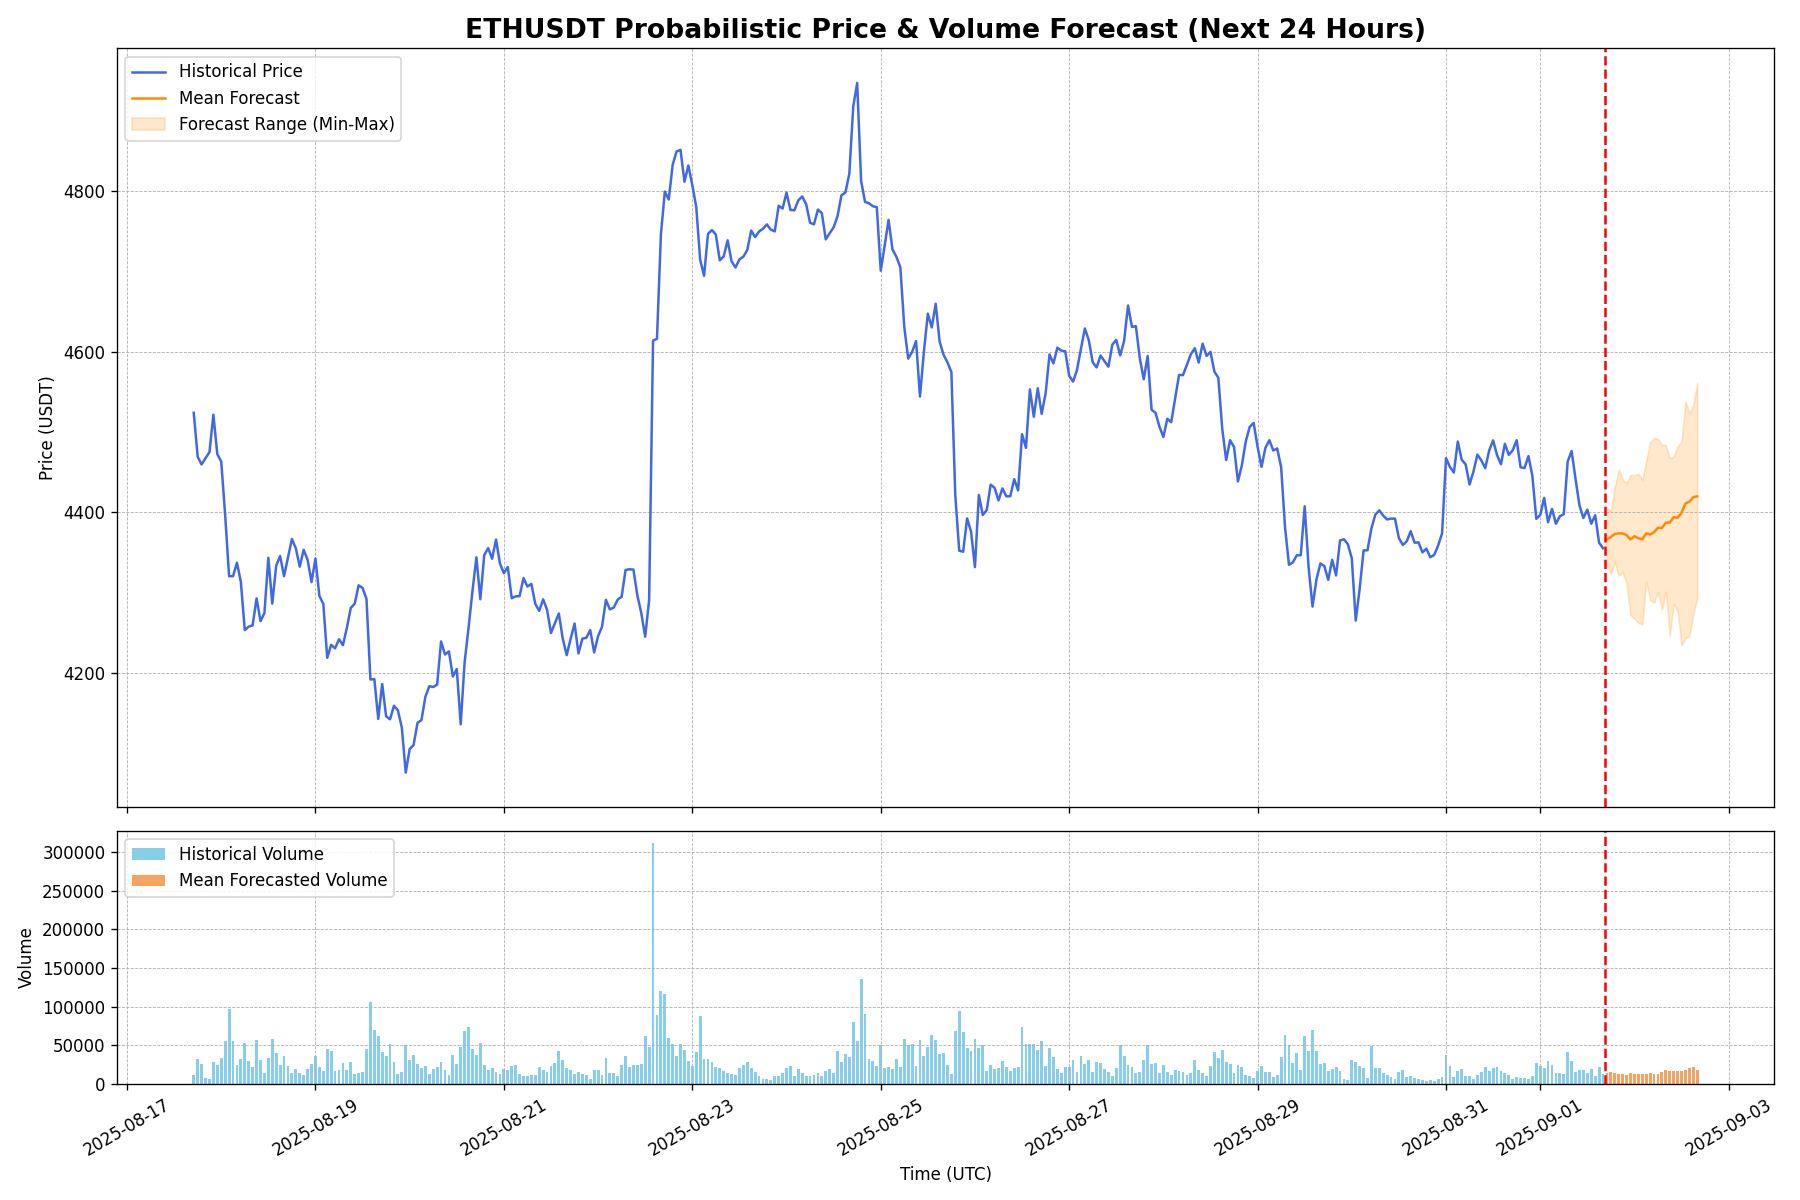 ETHUSDT Probabilistic Price & Volume Forecast (Next 24 Hours)
Historical Price
Mean Forecast
Forecast Range (Min-Max)
4800
4600
4400
4200
Price (USDT)
Historical Volume
Mean Forecasted Volume
300000
250000
200000
150000
100000
50000
0
Volume
2025-08-17
2025-08-19
2025-08-21
2025-08-23
2025-08-25
2025-08-27
2025-08-29
2025-08-31
2025-09-01
2025-09-03
Time (UTC)